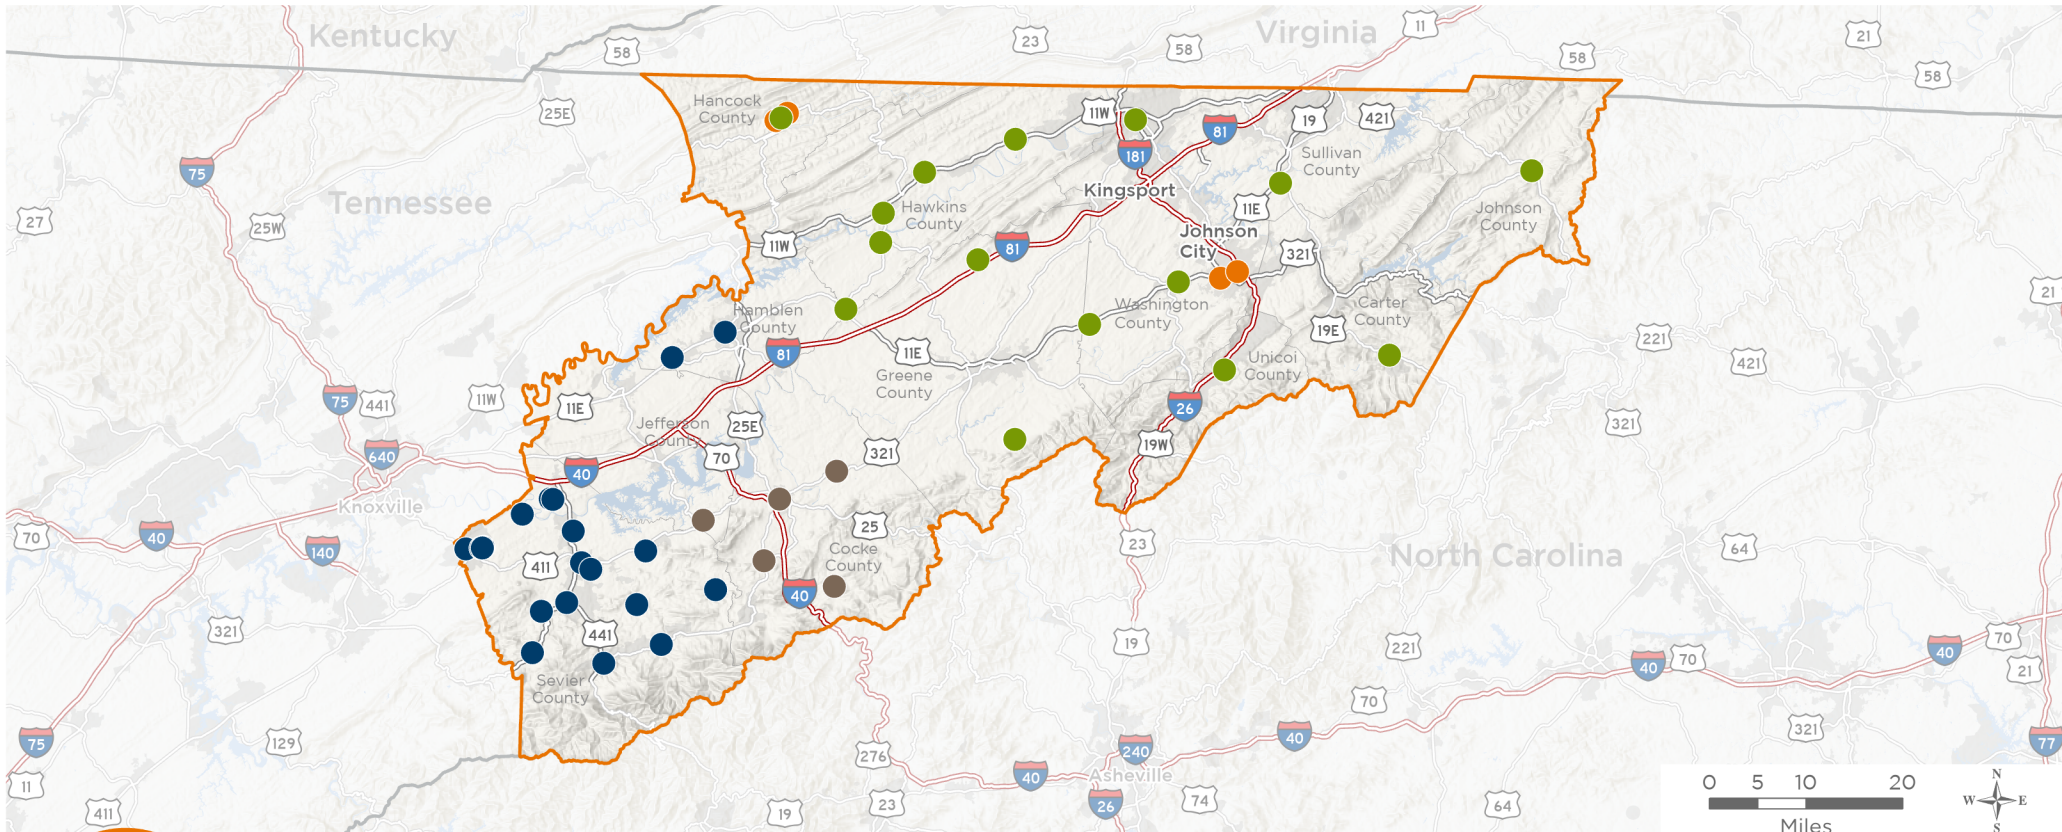 Kentucky
Virginia
11
21
58
23
58
58
58
25E
Hancock
County
11W
81
19
421
181
Sullivan
County
75
Tennessee
Kingsport
27
25W
Hawkins
County
11E
Johnson
County
11W
81
Johnson
City
321
21
Hamblen
County
Washington
County
Carter
County
19E
81
11E
Greene
County
Unicoi
County
221
421
75
441
11W
11E
26
Jefferson
County
25E
321
640
70
321
19W
40
Knoxville
70
40
140
25
Cocke
County
23
North Carolina
64
411
40
321
441
19
221
40
70
40
70
21
Sevier
County
70
75
129
276
240
40
321
77
40
Asheville
11
26
74
23
19
411
64
0 5 10 20
Miles
N
W E
S